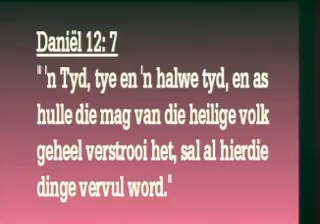 Daniël 12: 7
" 'n Tyd, tye en 'n halwe tyd, en as
hulle die mag van die heilige volk
geheel verstrooi het, sal al hierdie
dinge vervul word."